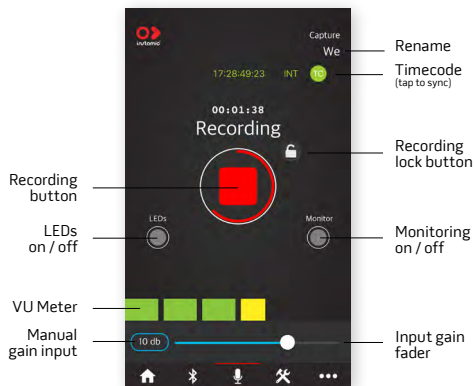 instomic
Capture
We
Rename
17:28:49:23 INT TC
Timecode
(tap to sync)
00:01:38
Recording
Recording
lock button
Recording
button
LEDs
on / off
LEDs
Monitor
Monitoring
on / off
VU Meter
Manual
gain input
10 db
Input gain
fader